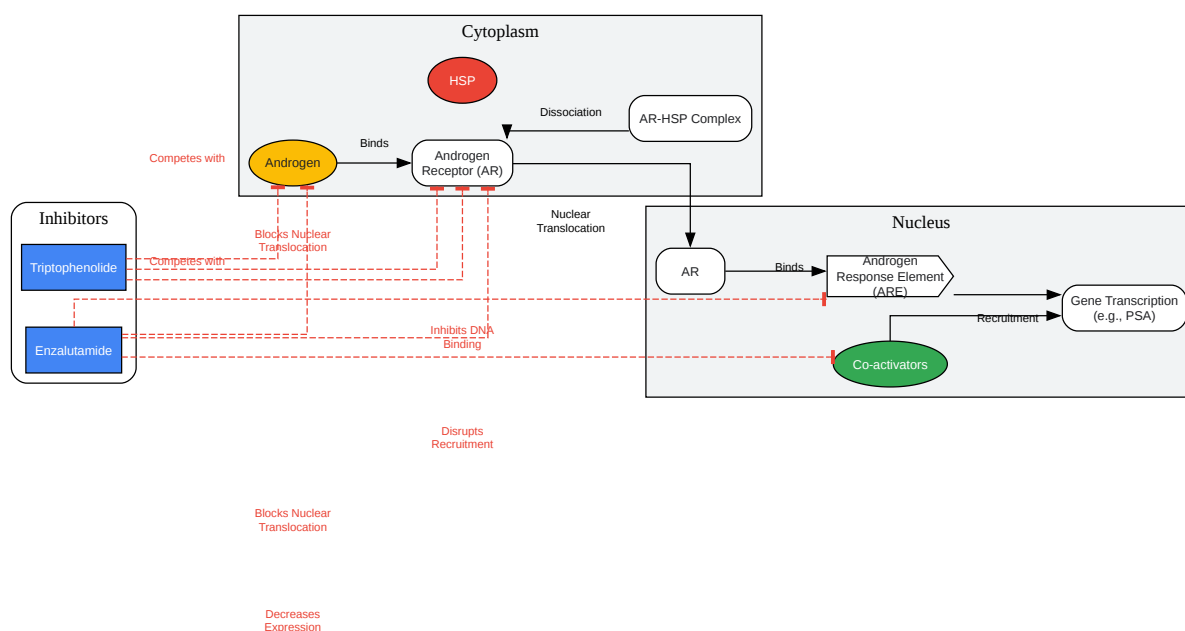 Cytoplasm
HSP
Dissociation
AR-HSP Complex
Competes with
Androgen
Binds
Androgen
Receptor (AR)
Inhibitors
Nuclear
Translocation
Nucleus
Blocks Nuclear
Translocation
Triptophenolide
Competes with
AR
Binds
Androgen
Response Element
(ARE)
Gene Transcription
(e.g., PSA)
Recruitment
Inhibits DNA
Binding
Enzalutamide
Co-activators
Disrupts
Recruitment
Blocks Nuclear
Translocation
Decreases
Expression